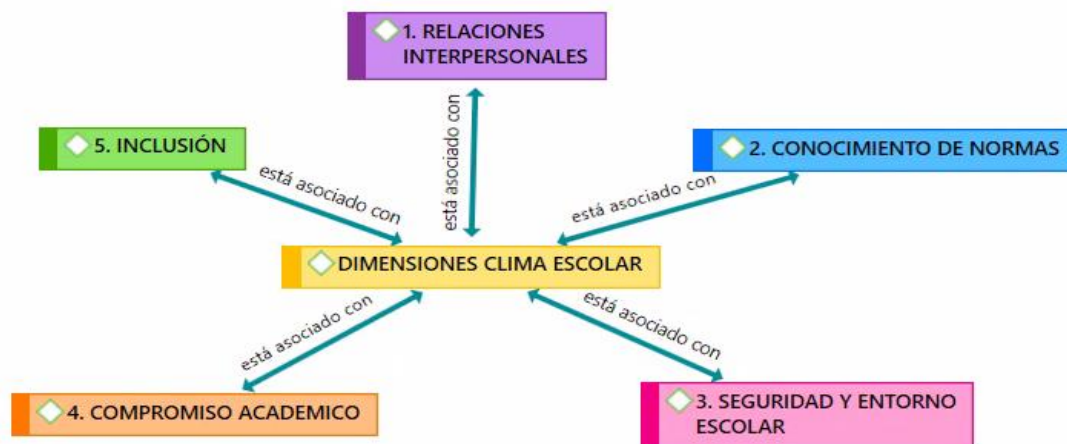 1. RELACIONES
INTERPERSONALES
está asociado con
5. INCLUSIÓN
está asociado con
2. CONOCIMIENTO DE NORMAS
está asociado con
DIMENSIONES CLIMA ESCOLAR
está asociado con
está asociado con
4. COMPROMISO ACADEMICO
3. SEGURIDAD Y ENTORNO
ESCOLAR